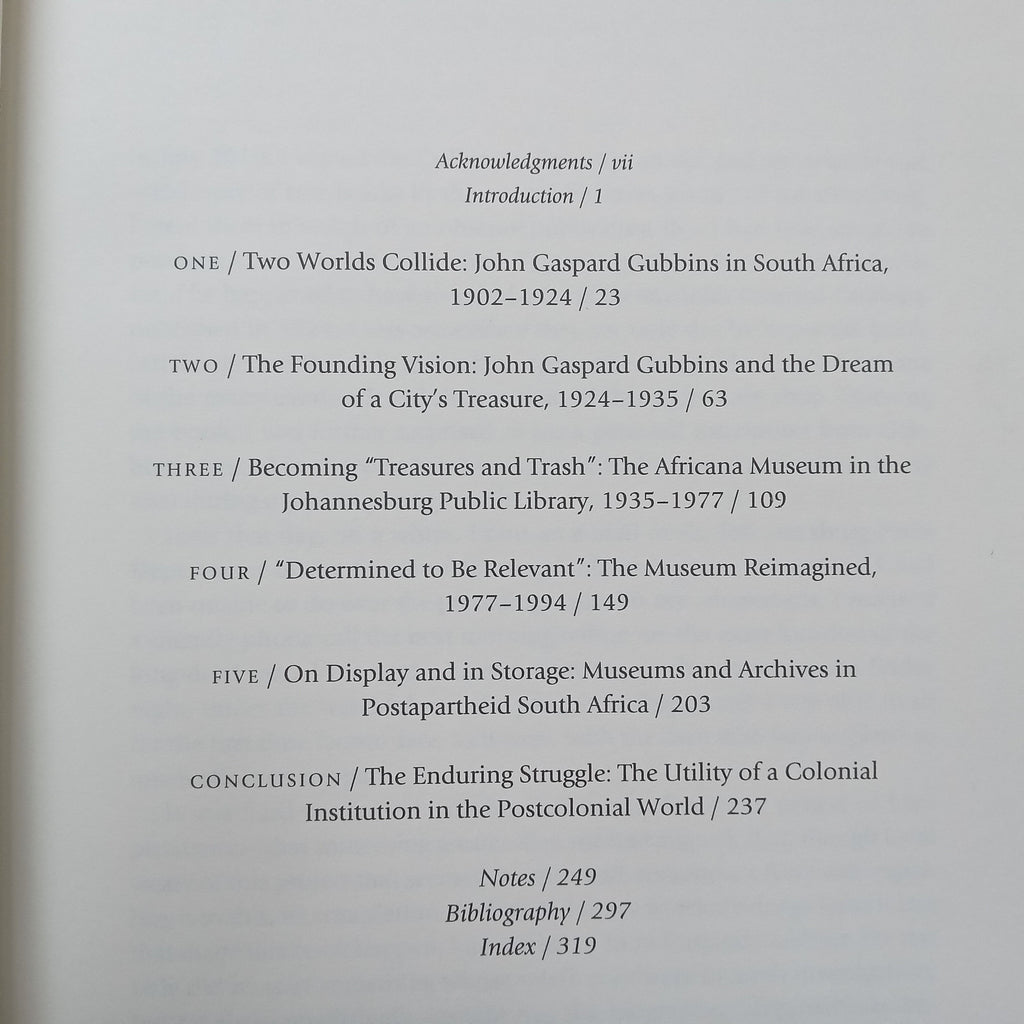 Acknowledgments / vii
Introduction / 1
ONE / Two Worlds Collide: John Gaspard Gubbins in South Africa,
1902–1924 / 23
TWO / The Founding Vision: John Gaspard Gubbins and the Dream
of a City’s Treasure, 1924–1935 / 63
THREE / Becoming “Treasures and Trash”: The Africana Museum in the
Johannesburg Public Library, 1935–1977 / 109
FOUR / “Determined to Be Relevant”: The Museum Reimagined,
1977–1994 / 149
FIVE / On Display and in Storage: Museums and Archives in
Postapartheid South Africa / 203
CONCLUSION / The Enduring Struggle: The Utility of a Colonial
Institution in the Postcolonial World / 237
Notes / 249
Bibliography / 297
Index / 319